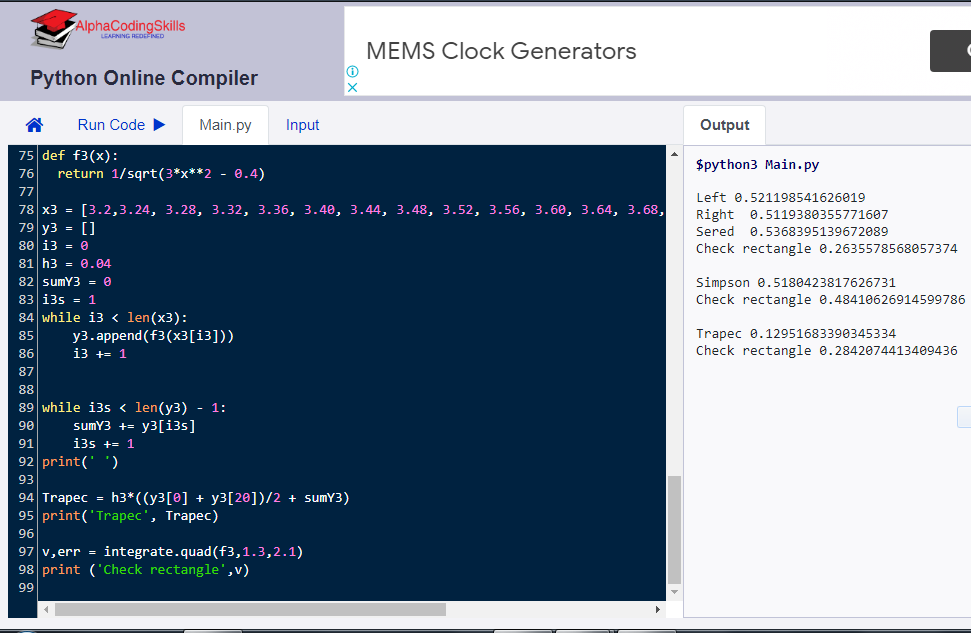 AlphaCodingSkills
LEARNING REDEFINED
Python Online Compiler
MEMS Clock Generators
Run Code
Main.py
Input
Output
75 def f3(x):
76   return 1/sqrt(3*x**2 - 0.4)
77
78 x3 = [3.2,3.24, 3.28, 3.32, 3.36, 3.40, 3.44, 3.48, 3.52, 3.56, 3.60, 3.64, 3.68,
79 y3 = []
80 i3 = 0
81 h3 = 0.04
82 sumY3 = 0
83 i3s = 1
84 while i3 < len(x3):
85     y3.append(f3(x3[i3]))
86     i3 += 1
87
88
89 while i3s < len(y3) - 1:
90     sumY3 += y3[i3s]
91     i3s += 1
92 print(' ')
93
94 Trapec = h3*((y3[0] + y3[20])/2 + sumY3)
95 print('Trapec', Trapec)
96
97 v,err = integrate.quad(f3,1.3,2.1)
98 print ('Check rectangle',v)
99
$python3 Main.py
Left 0.521198541626019
Right  0.5119380355771607
Sered  0.5368395139672089
Check rectangle 0.2635578568057374
Simpson 0.5180423817626731
Check rectangle 0.48410626914599786
Trapec 0.12951683390345334
Check rectangle 0.2842074413409436